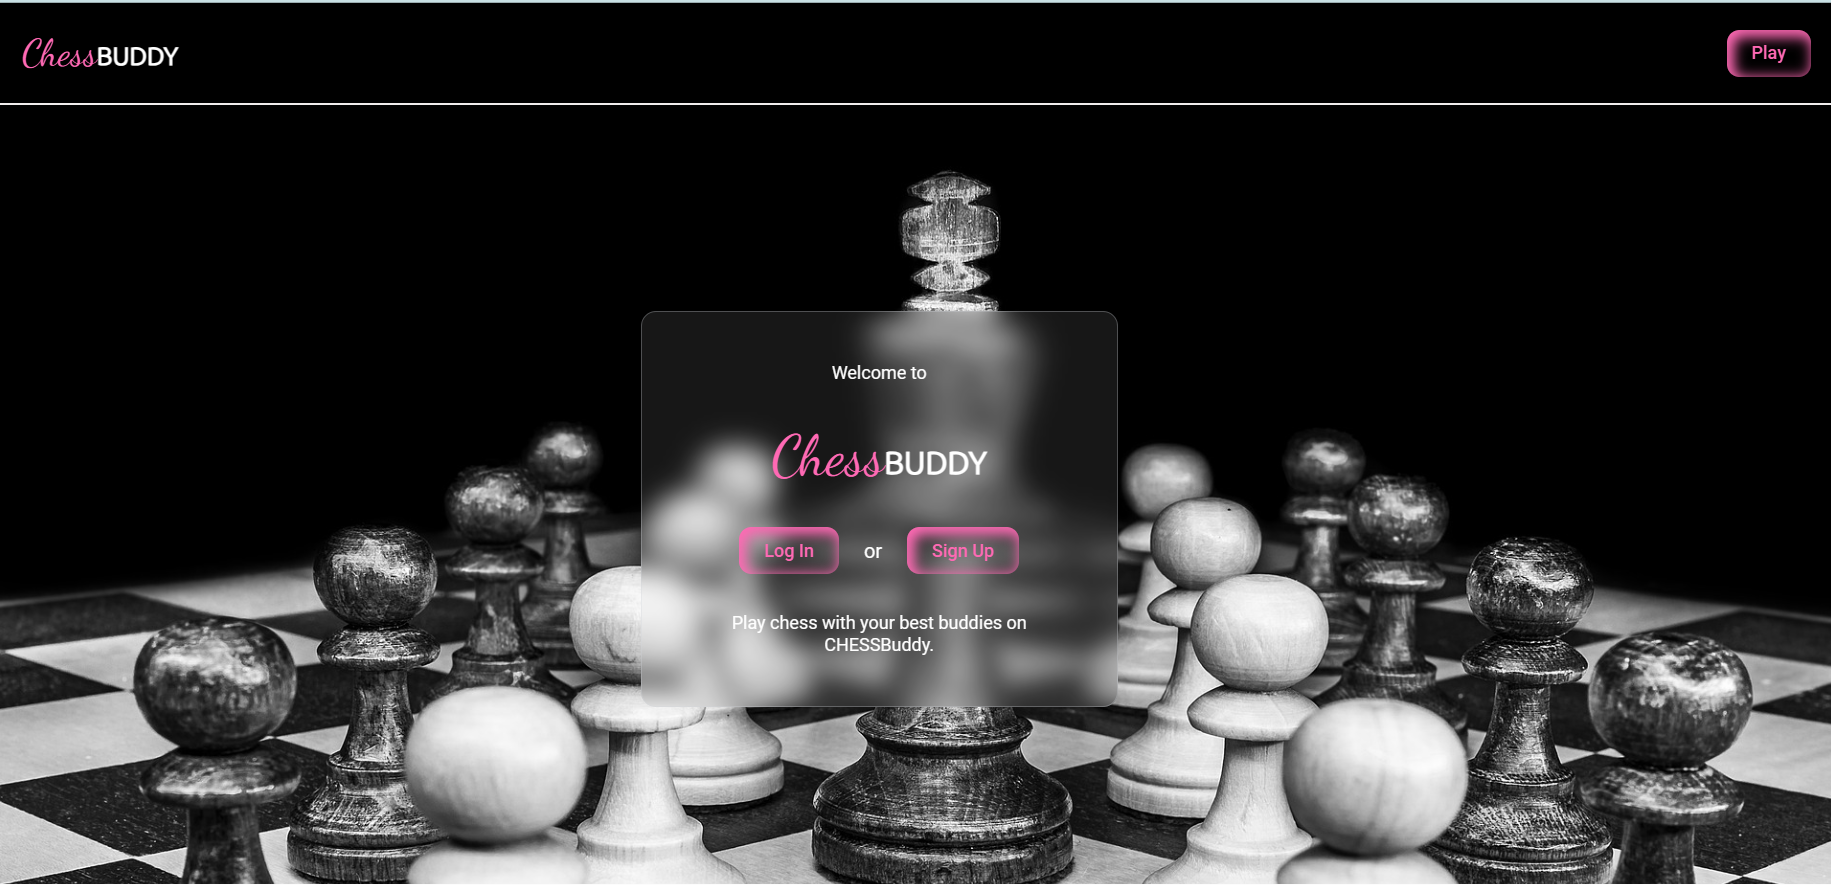 ChessBUDDY
Play
Welcome to
ChessBUDDY
Log In or Sign Up
Play chess with your best buddies on
CHESSBuddy.